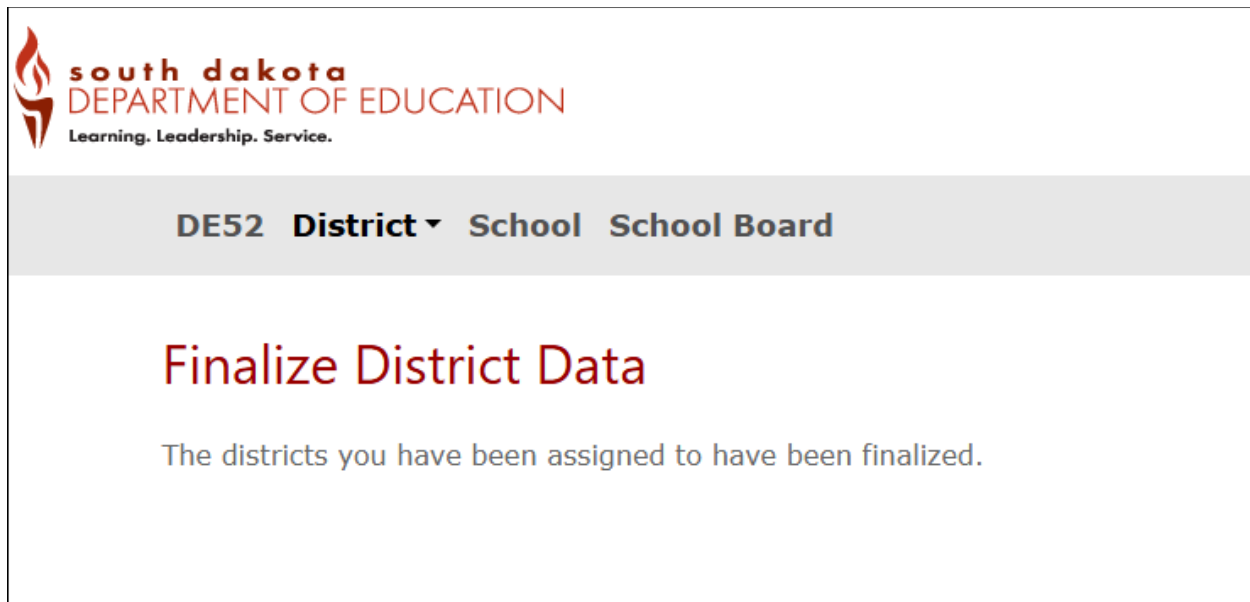 south dakota
DEPARTMENT OF EDUCATION
Learning. Leadership. Service.
DE52 District School School Board
Finalize District Data
The districts you have been assigned to have been finalized.